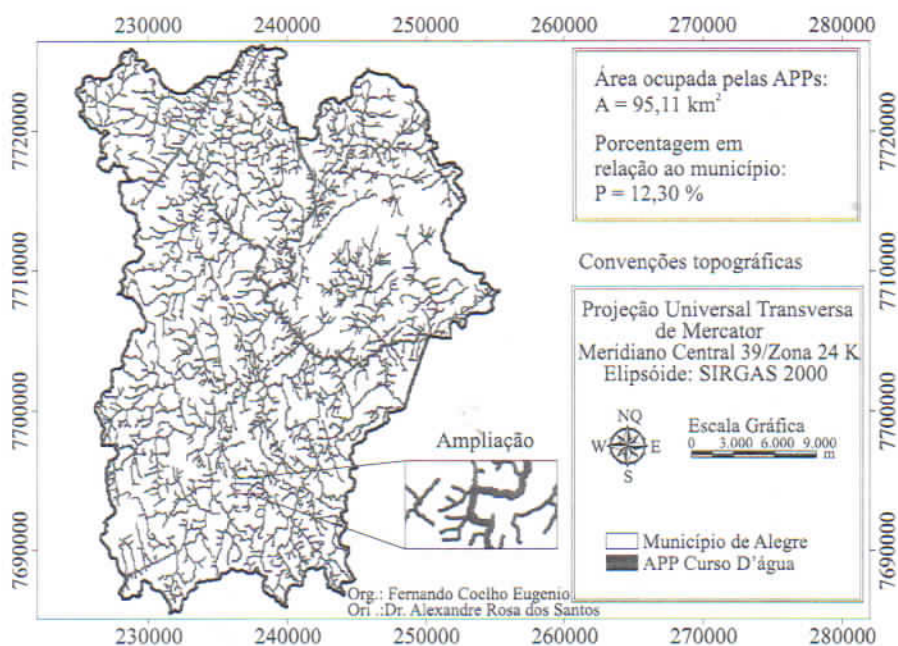 230000 240000 250000 260000 270000 280000
7720000
7710000
7700000
7690000
Área ocupada pelas APPs:
A = 95,11 km²
Porcentagem em
relação ao município:
P = 12,30 %
Convenções topográficas
Projeção Universal Transversa
de Mercator
Meridiano Central 39/Zona 24 K
Elipsóide: SIRGAS 2000
NQ
W E
S
Escala Gráfica
0 3.000 6.000 9.000
m
Município de Alegre
APP Curso D'água
Ampliação
Org.: Fernando Coelho Eugenio
Ori .:Dr. Alexandre Rosa dos Santos
7720000
7710000
7700000
7690000
230000 240000 250000 260000 270000 280000